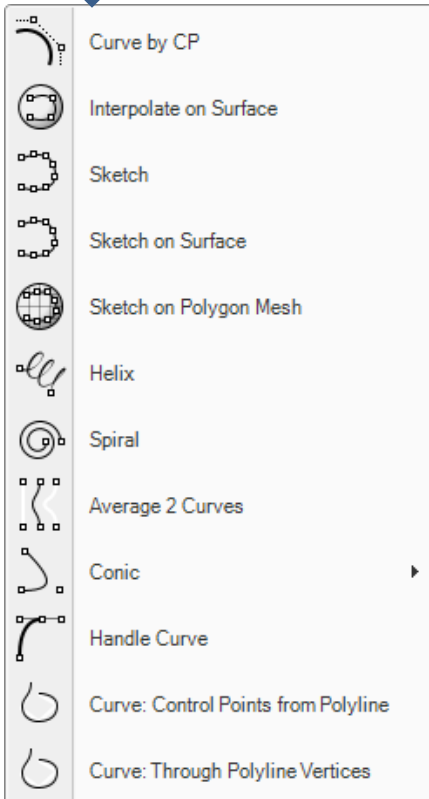 Curve by CP
Interpolate on Surface
Sketch
Sketch on Surface
Sketch on Polygon Mesh
Helix
Spiral
Average 2 Curves
Conic
Handle Curve
Curve: Control Points from Polyline
Curve: Through Polyline Vertices